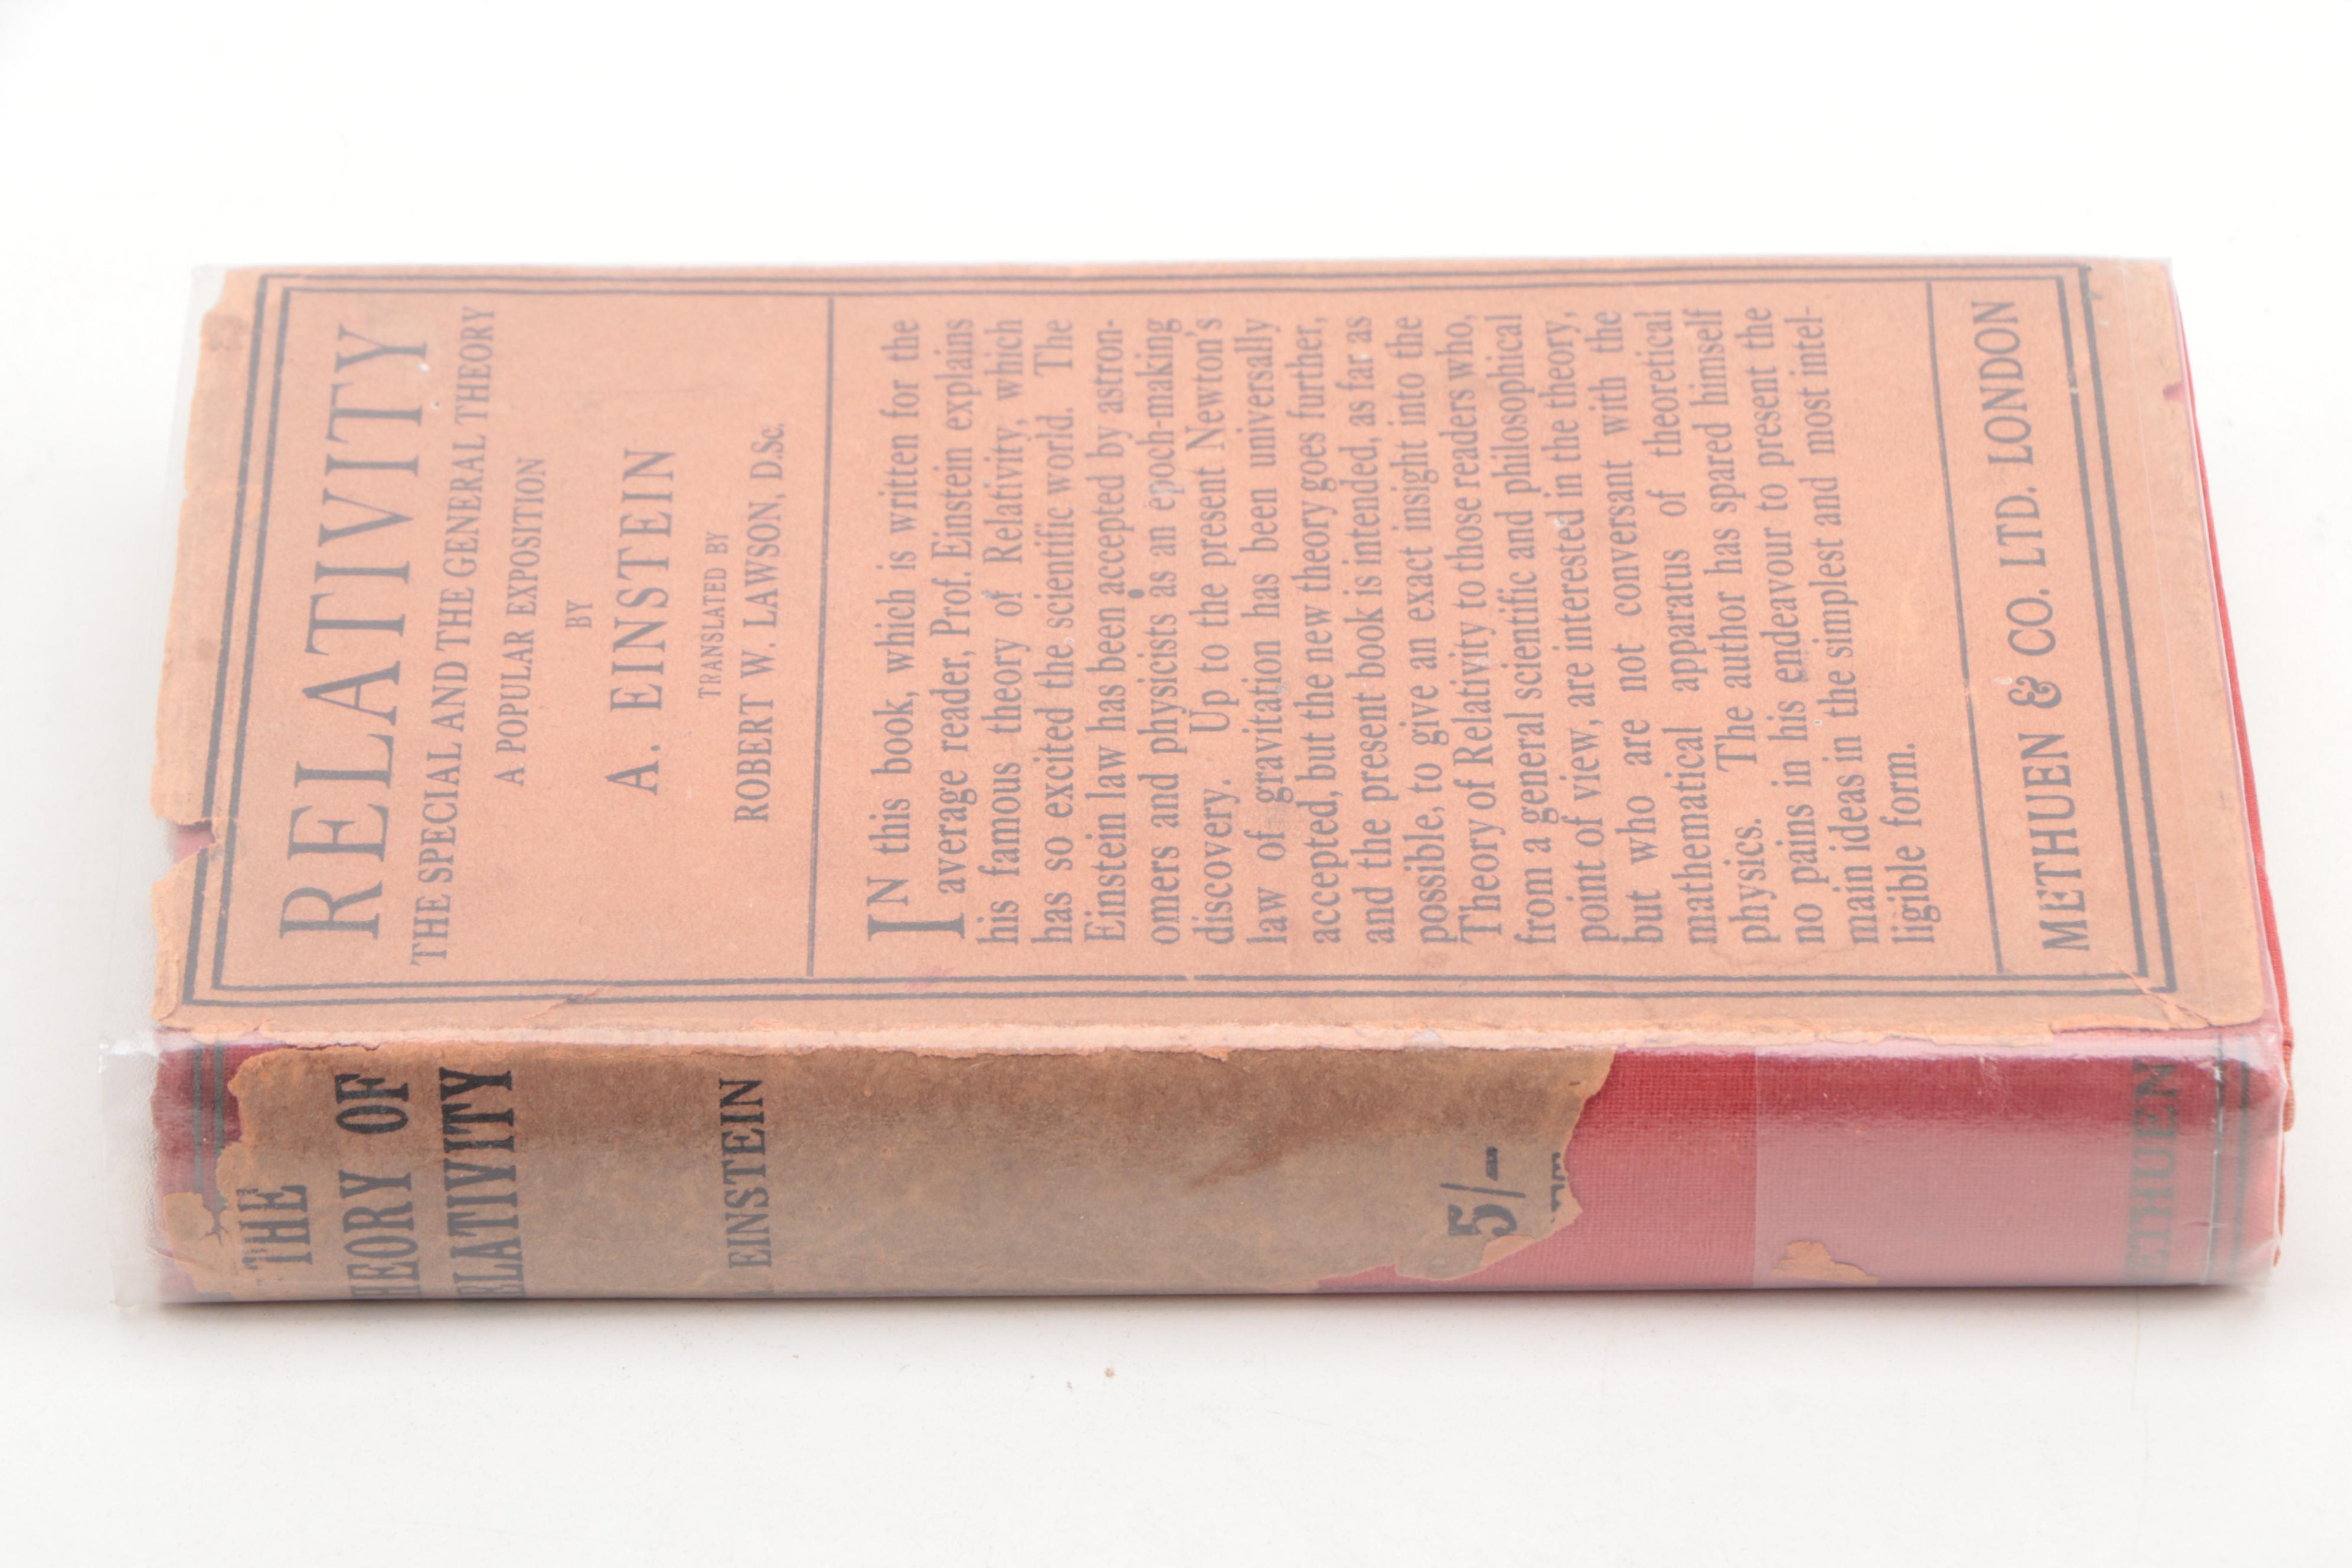 RELATIVITY
THE SPECIAL AND THE GENERAL THEORY
A POPULAR EXPOSITION
BY
A. EINSTEIN
TRANSLATED BY
ROBERT W. LAWSON, D.Sc.
IN this book, which is written for the
average reader, Prof. Einstein explains
his famous theory of Relativity, which
has so excited the scientific world. The
Einstein law has been accepted by astron-
omers and physicists as an epoch-making
discovery. Up to the present Newton's
law of gravitation has been universally
accepted, but the new theory goes further,
and the present book is intended, as far as
possible, to give an exact insight into the
Theory of Relativity to those readers who,
from a general scientific and philosophical
point of view, are interested in the theory,
but who are not conversant with the
mathematical apparatus of theoretical
physics. The author has spared himself
no pains in his endeavour to present the
main ideas in the simplest and most intel-
ligible form.
METHUEN & CO. LTD. LONDON
THE
HEORY OF
ELATIVITY
EINSTEIN
5/-
ETHUEN